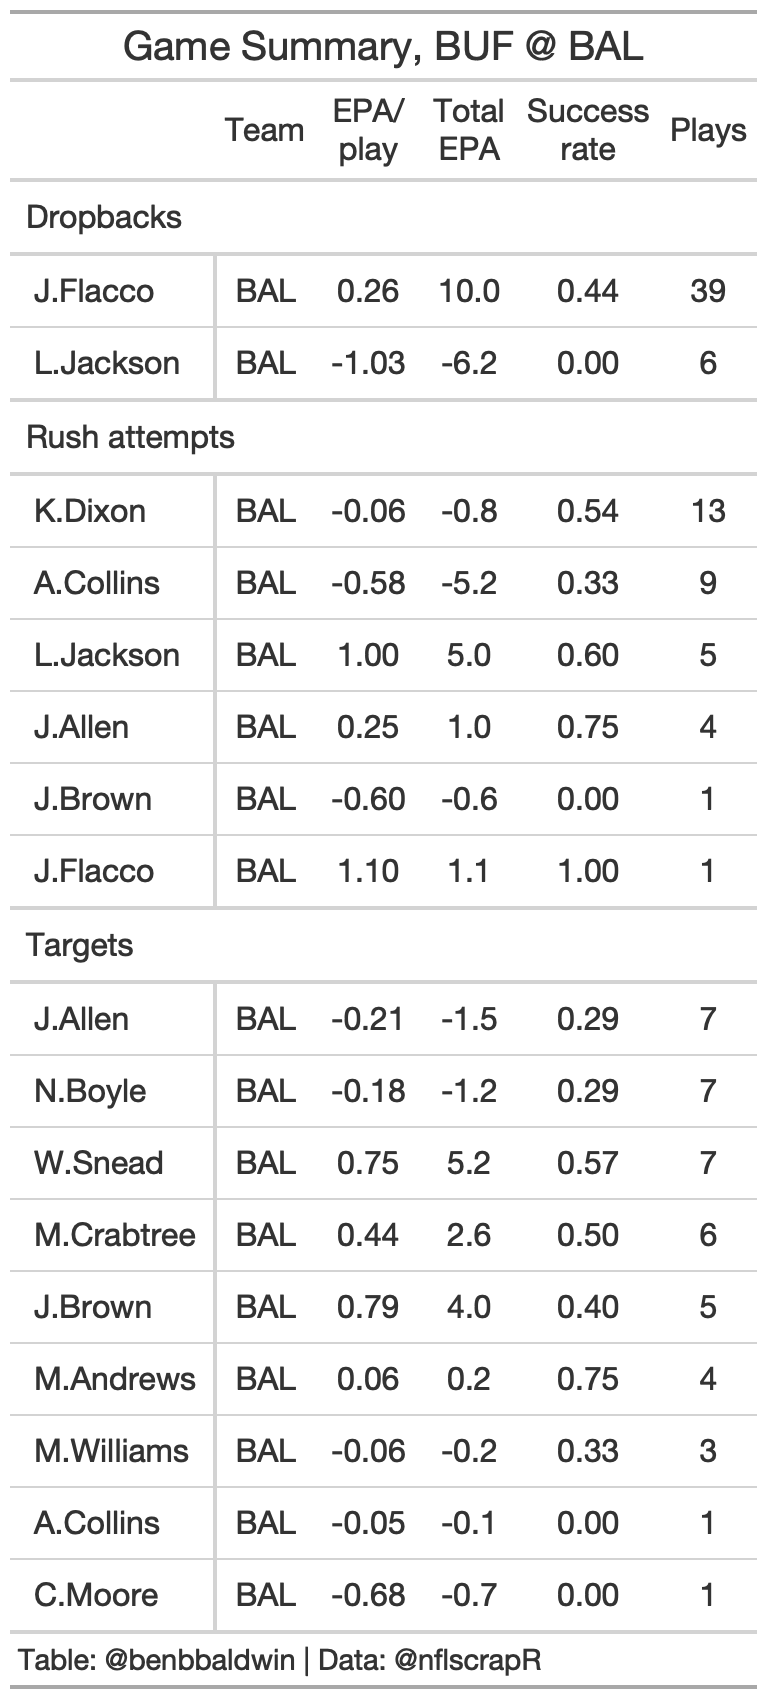 Game Summary, BUF @ BAL
Team EPA/ play Total EPA Success rate Plays
Dropbacks
J.Flacco BAL 0.26 10.0 0.44 39
L.Jackson BAL -1.03 -6.2 0.00 6
Rush attempts
K.Dixon BAL -0.06 -0.8 0.54 13
A.Collins BAL -0.58 -5.2 0.33 9
L.Jackson BAL 1.00 5.0 0.60 5
J.Allen BAL 0.25 1.0 0.75 4
J.Brown BAL -0.60 -0.6 0.00 1
J.Flacco BAL 1.10 1.1 1.00 1
Targets
J.Allen BAL -0.21 -1.5 0.29 7
N.Boyle BAL -0.18 -1.2 0.29 7
W.Snead BAL 0.75 5.2 0.57 7
M.Crabtree BAL 0.44 2.6 0.50 6
J.Brown BAL 0.79 4.0 0.40 5
M.Andrews BAL 0.06 0.2 0.75 4
M.Williams BAL -0.06 -0.2 0.33 3
A.Collins BAL -0.05 -0.1 0.00 1
C.Moore BAL -0.68 -0.7 0.00 1
Table: @benbbaldwin | Data: @nflscrapR